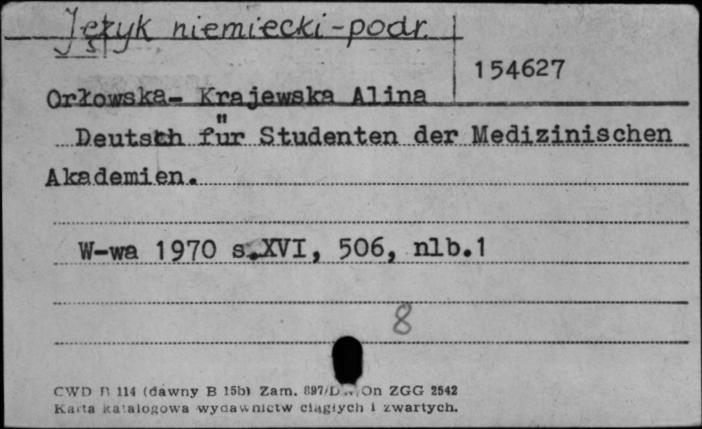 Język niemiecki - podr.
154627
Orłowska- Krajewska Alina
Deutsch für Studenten der Medizinischen
Akademien.
W-wa 1970 s.XVI, 506, nlb.1
8
CWD B 114 (dawny B 15b) Zam. 897/D On ZGG 2542
Karta katalogowa wydawnictw ciągłych i zwartych.